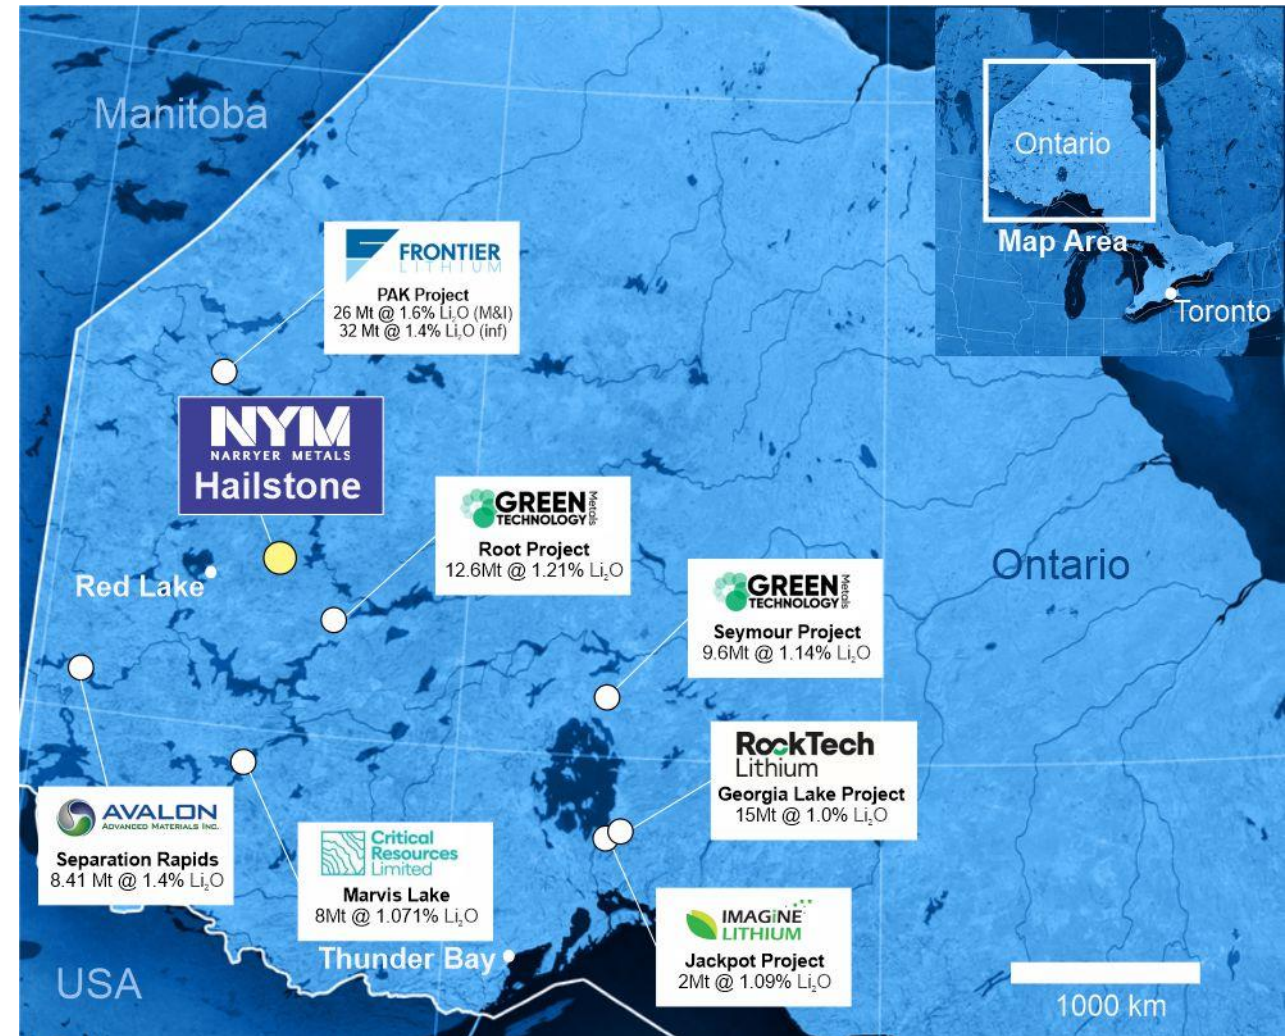 Manitoba
Ontario
Map Area
Toronto
FRONTIER
LITHIUM
PAK Project
26 Mt @ 1.6% Li₂O (M&I)
32 Mt @ 1.4% Li₂O (inf)
NYM
NARRYER METALS
Hailstone
GREEN
TECHNOLOGY
Metals
Root Project
12.6Mt @ 1.21% Li₂O
Red Lake
Ontario
GREEN
TECHNOLOGY
Metals
Seymour Project
9.6Mt @ 1.14% Li₂O
RockTech
Lithium
Georgia Lake Project
15Mt @ 1.0% Li₂O
AVALON
ADVANCED MATERIALS INC.
Separation Rapids
8.41 Mt @ 1.4% Li₂O
Critical
Resources
Limited
Marvis Lake
8Mt @ 1.071% Li₂O
IMAGiNE
LITHIUM
Jackpot Project
2Mt @ 1.09% Li₂O
Thunder Bay
USA
1000 km